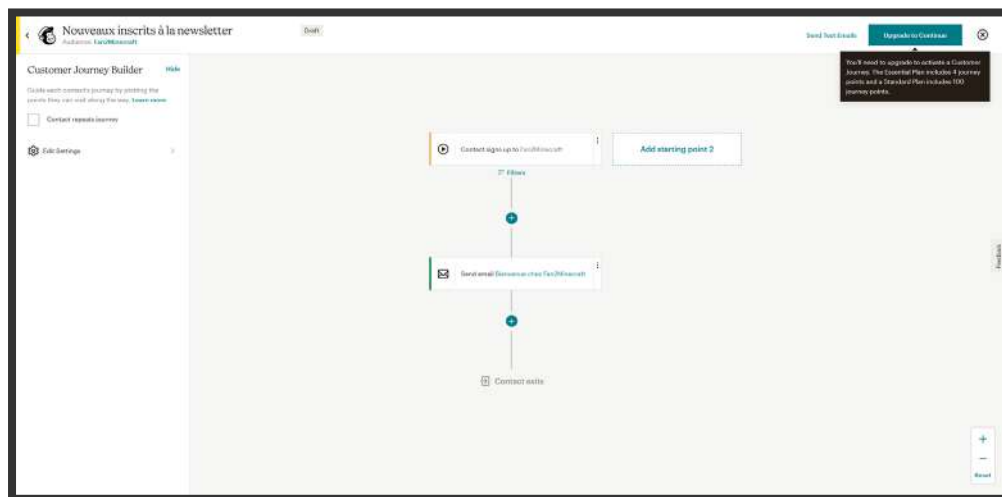 Nouveaux inscrits à la newsletter
Draft
Audience: Fan2Minecraft
Send Test Emails
Upgrade to Continue
You'll need to upgrade to activate a Customer
Journey. The Essential Plan includes 4 journey
points and a Standard Plan includes 100
journey points.
Customer Journey Builder
Hide
Guide each contact's journey by plotting the
points they can visit along the way. Learn more
Contact repeats journey
Edit Settings
Contact signs up to Fan2Minecraft
Add starting point 2
Filters
Send email Bienvenue chez Fan2Minecraft
Contact exits
Feedback
Reset